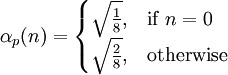 α_p(n) = { √(1/8), if n = 0
√(2/8), otherwise